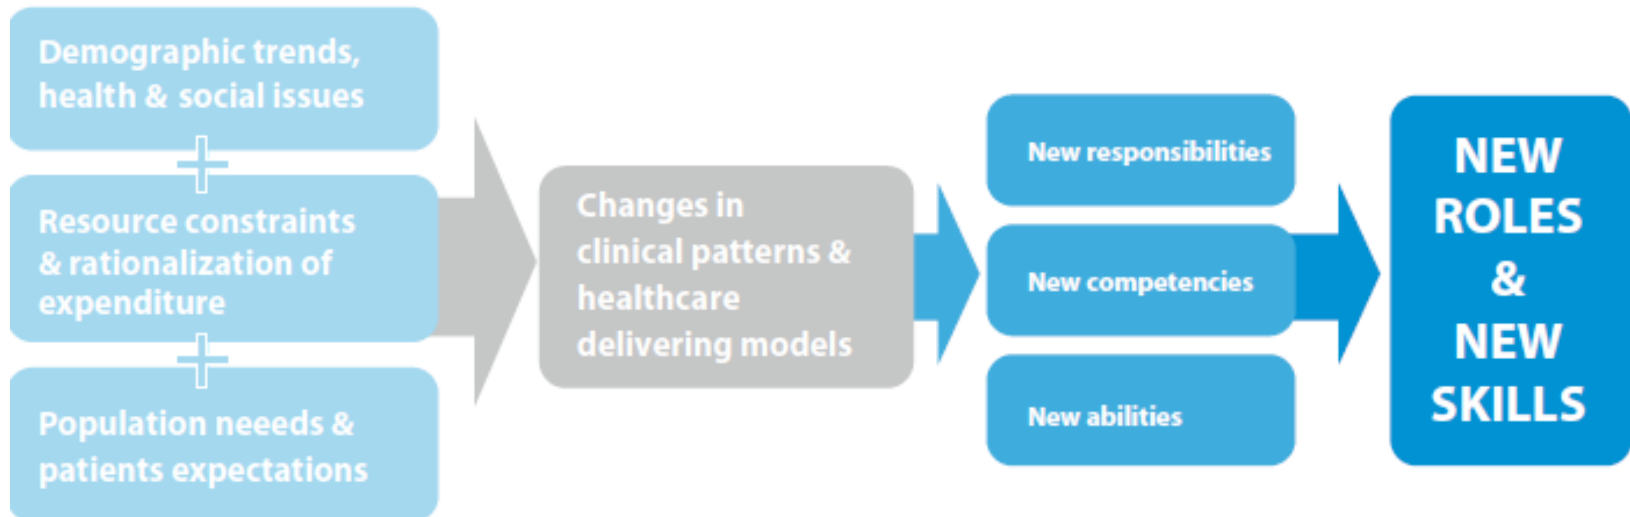 Demographic trends,
health & social issues
Resource constraints
& rationalization of
expenditure
Population neeeds &
patients expectations
Changes in
clinical patterns &
healthcare
delivering models
New responsibilities
New competencies
New abilities
NEW
ROLES
&
NEW
SKILLS